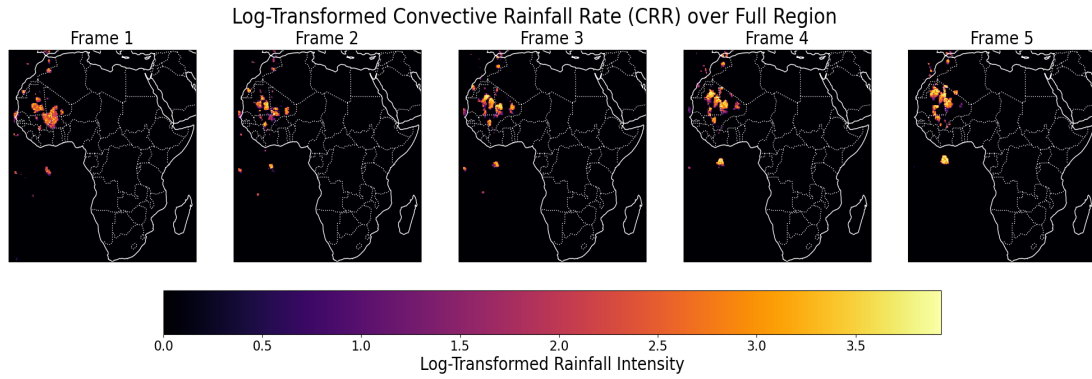 Log-Transformed Convective Rainfall Rate (CRR) over Full Region
Frame 1 Frame 2 Frame 3 Frame 4 Frame 5
0.0 0.5 1.0 1.5 2.0 2.5 3.0 3.5
Log-Transformed Rainfall Intensity